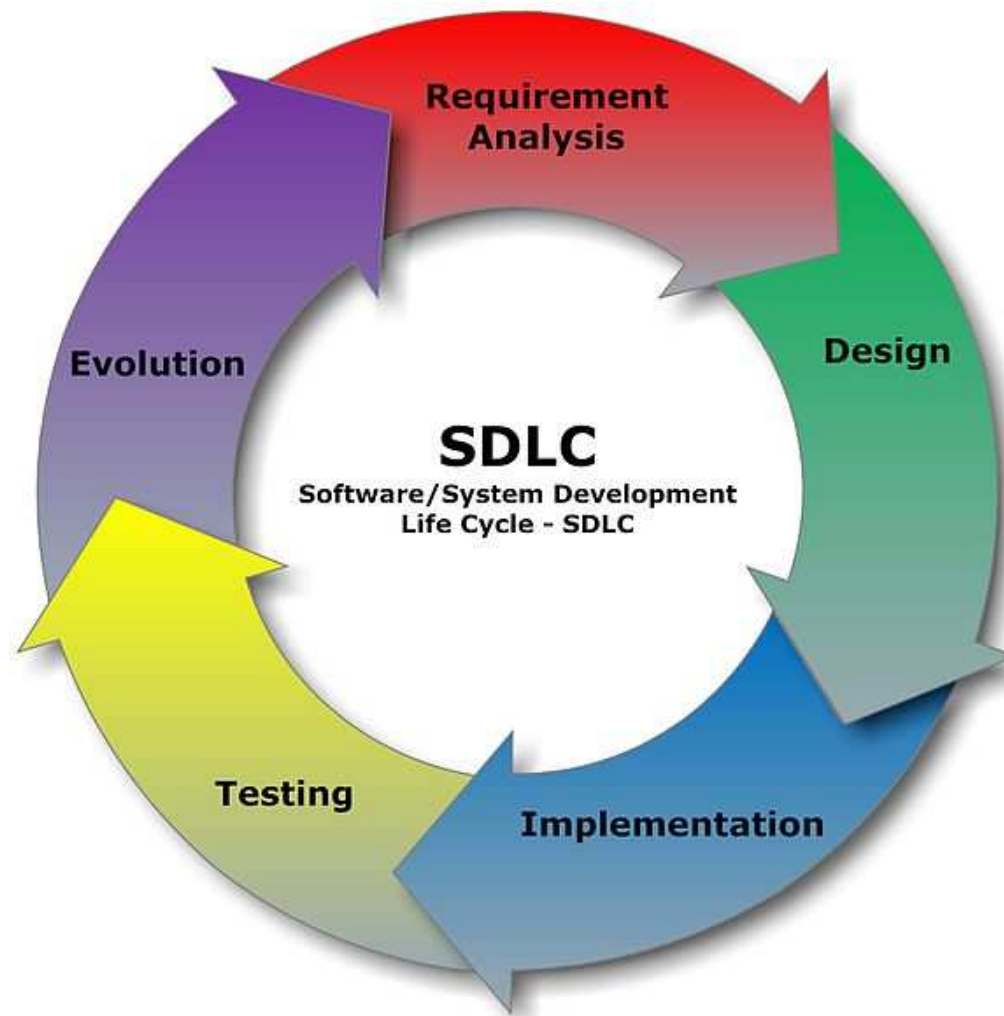 Requirement
Analysis
Design
Evolution
SDLC
Software/System Development
Life Cycle - SDLC
Testing
Implementation